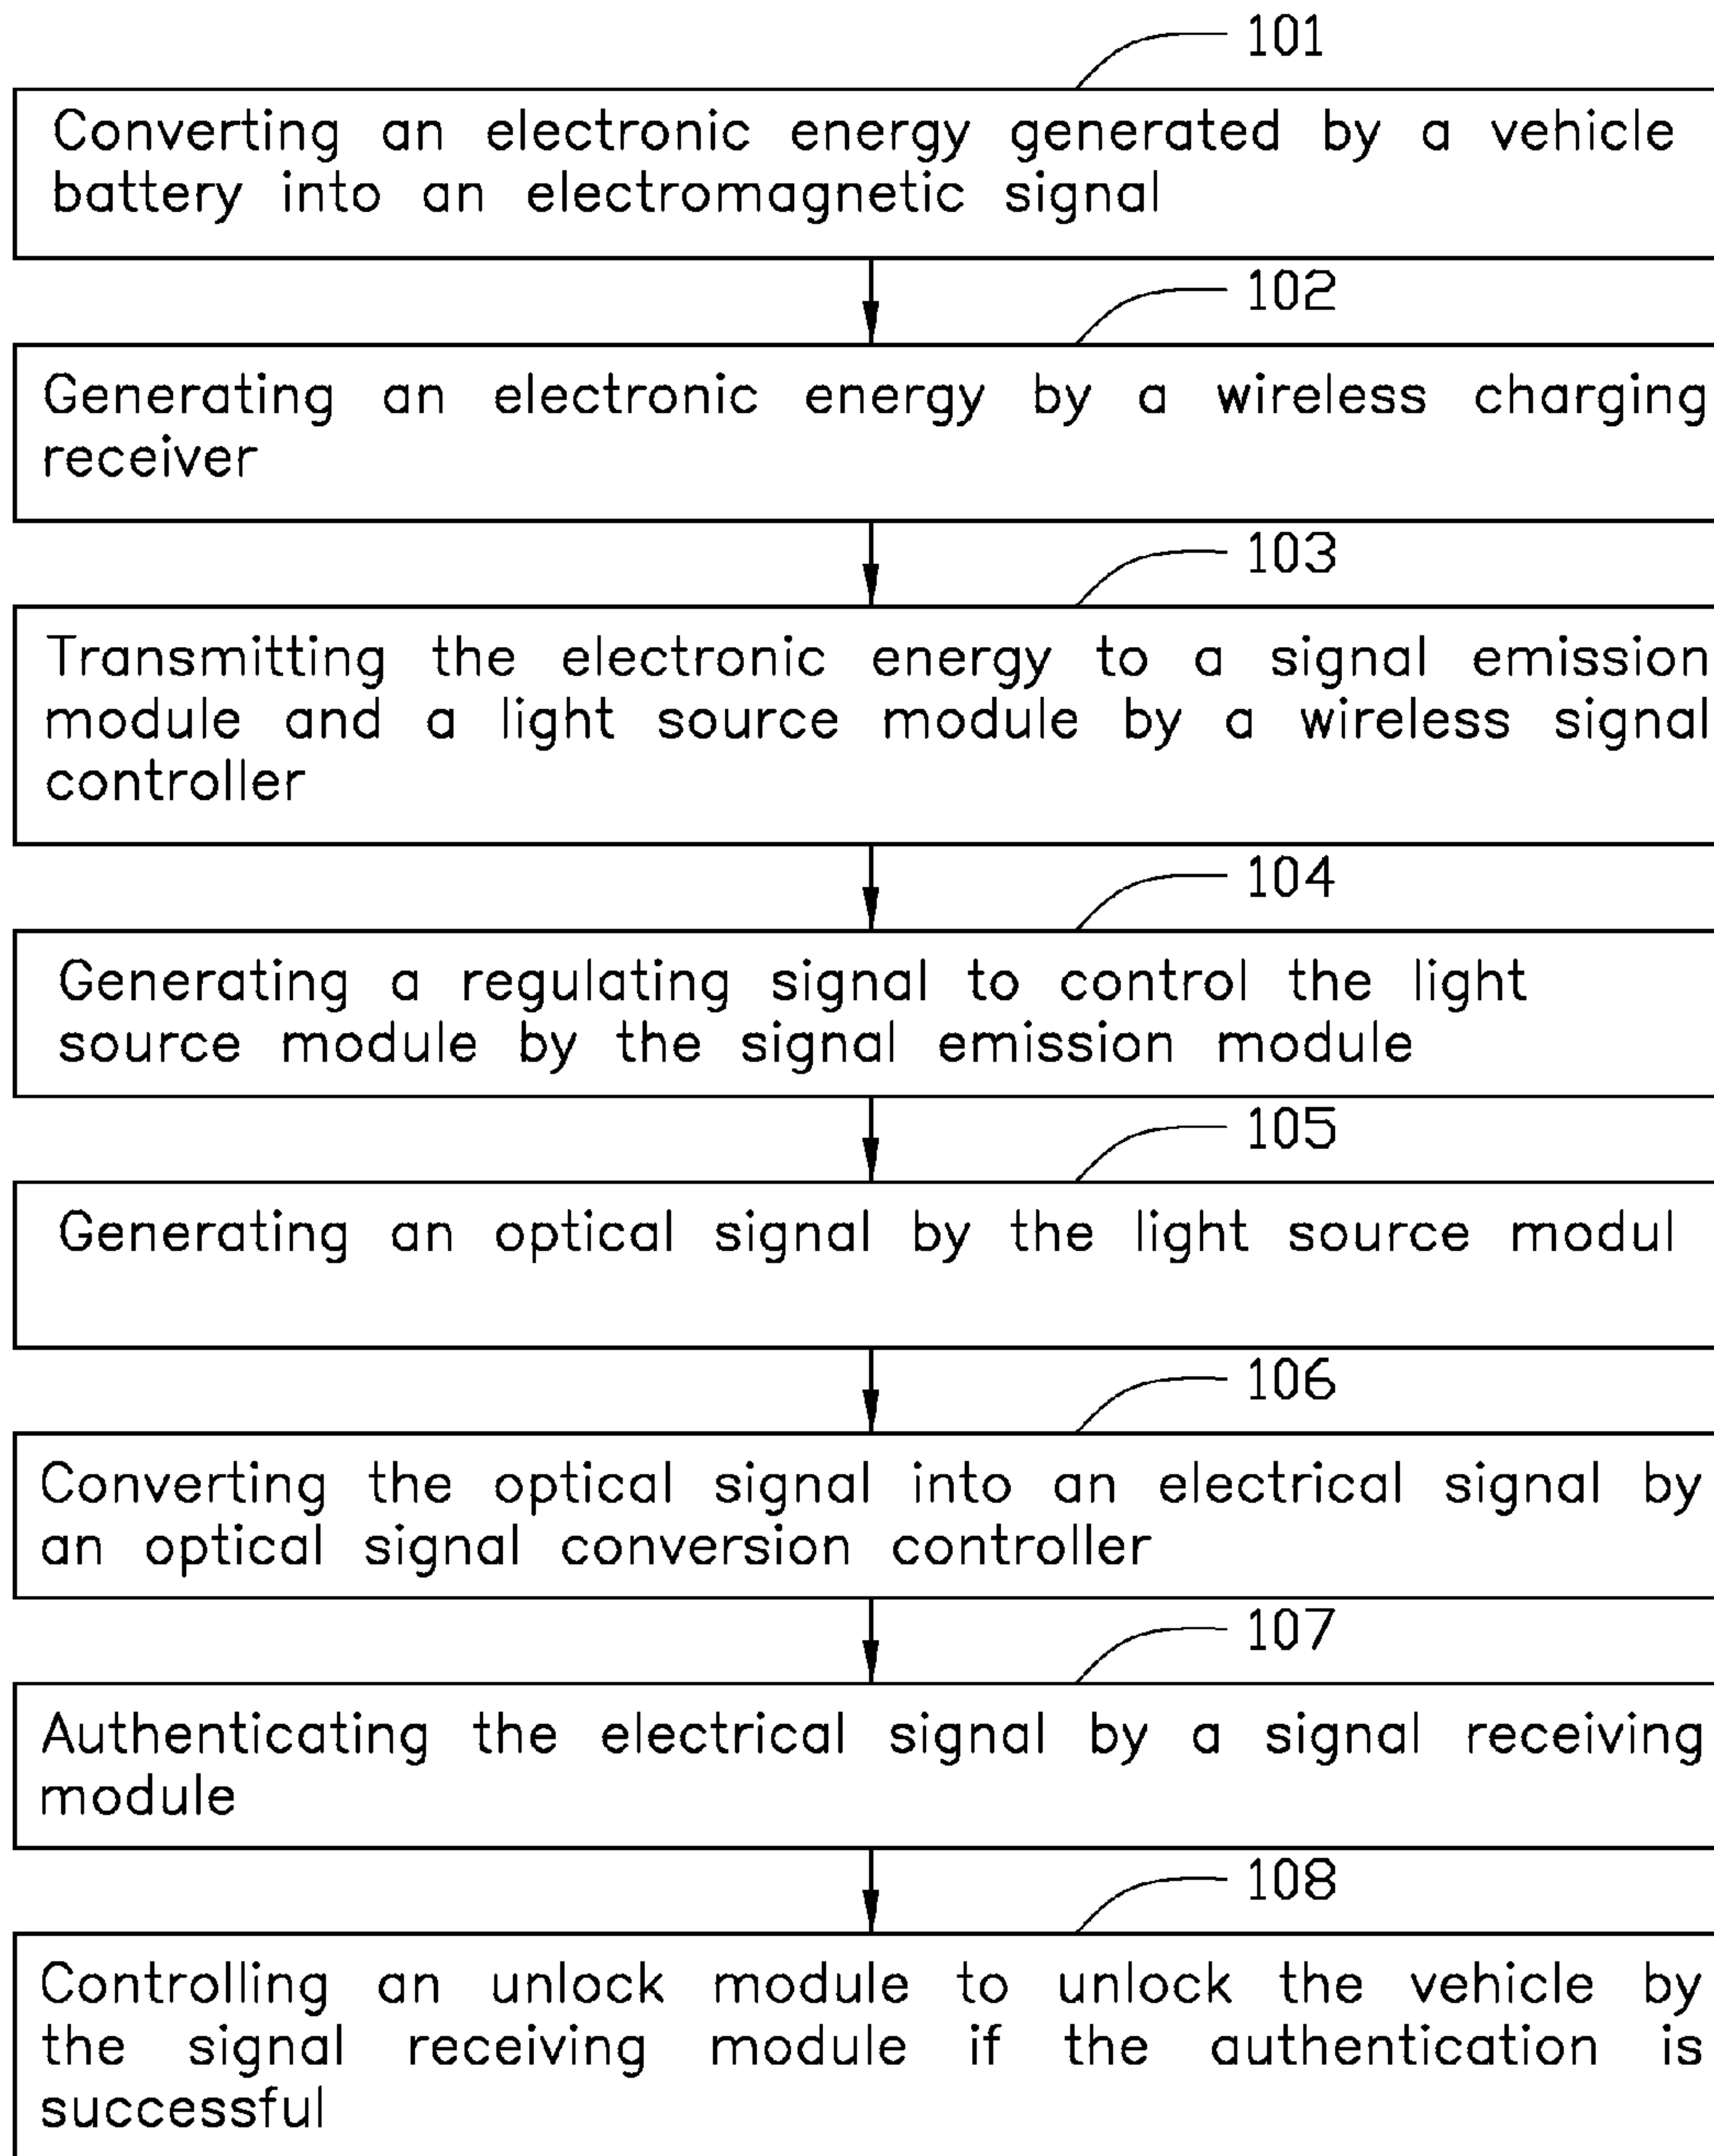 101
Converting an electronic energy generated by a vehicle
battery into an electromagnetic signal
102
Generating an electronic energy by a wireless charging
receiver
103
Transmitting the electronic energy to a signal emission
module and a light source module by a wireless signal
controller
104
Generating a regulating signal to control the light
source module by the signal emission module
105
Generating an optical signal by the light source modul
106
Converting the optical signal into an electrical signal by
an optical signal conversion controller
107
Authenticating the electrical signal by a signal receiving
module
108
Controlling an unlock module to unlock the vehicle by
the signal receiving module if the authentication is
successful